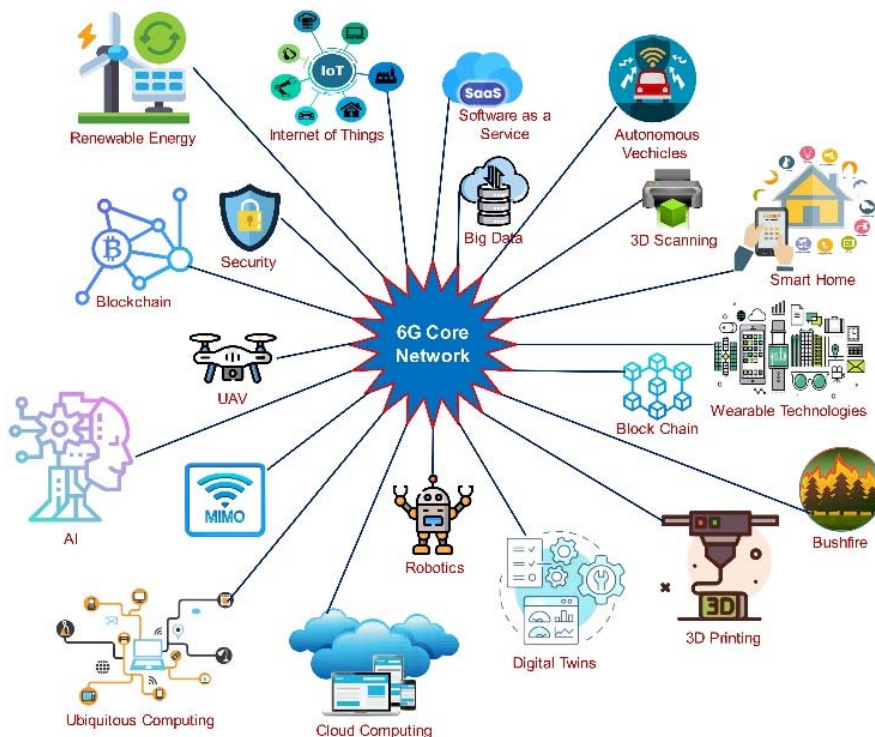 IoT
SaaS
Renewable Energy
Internet of Things
Software as a
Service
Autonomous
Vechicles
Big Data
3D Scanning
Security
Blockchain
Smart Home
6G Core
Network
UAV
Block Chain
Wearable Technologies
MIMO
AI
Robotics
Bushfire
3D
3D Printing
Digital Twins
Ubiquitous Computing
Cloud Computing